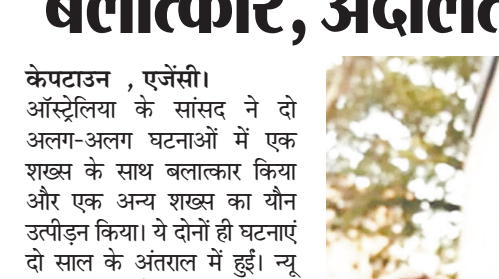 बलात्कार, अदालत
केपटाउन , एजेंसी।
ऑस्ट्रेलिया के सांसद ने दो
अलग-अलग घटनाओं में एक
शख्स के साथ बलात्कार किया
और एक अन्य शख्स का यौन
उत्पीड़न किया। ये दोनों ही घटनाएं
दो साल के अंतराल में हुईं। न्यू